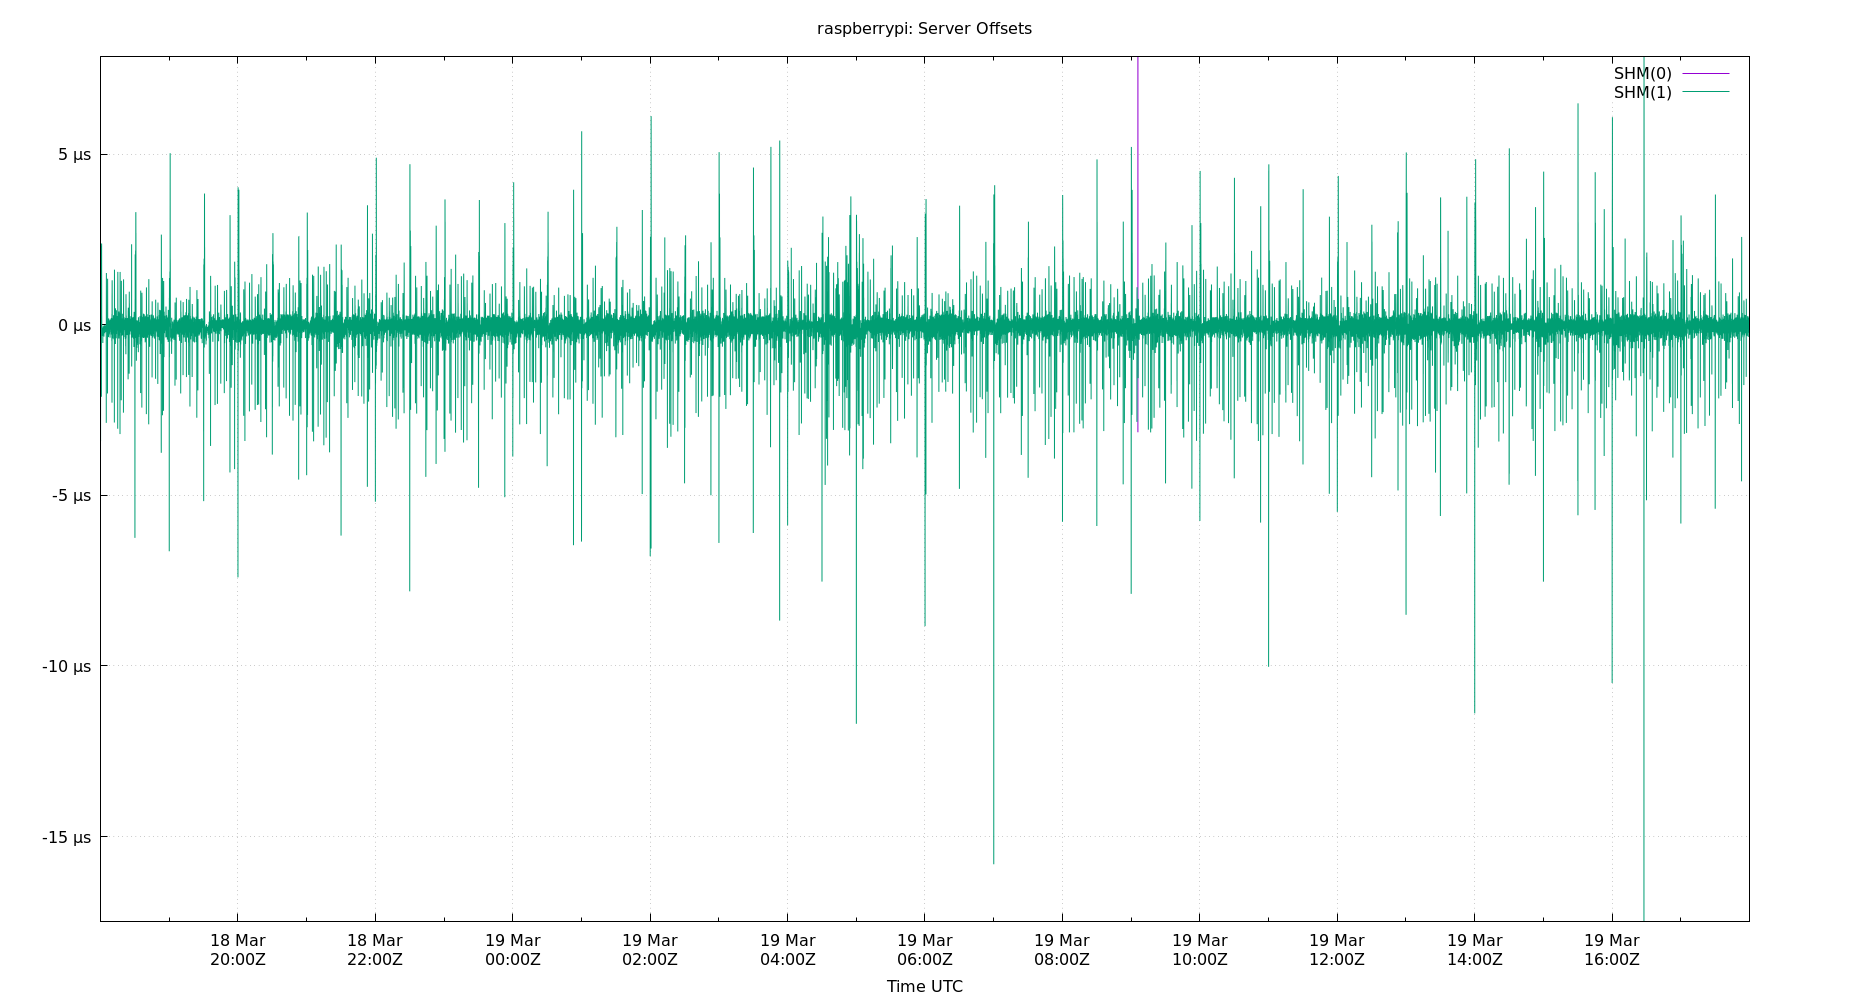 raspberrypi: Server Offsets
SHM(0)
SHM(1)
5 µs
0 µs
-5 µs
-10 µs
-15 µs
18 Mar 18 Mar 19 Mar 19 Mar 19 Mar 19 Mar 19 Mar 19 Mar 19 Mar 19 Mar 19 Mar
20:00Z 22:00Z 00:00Z 02:00Z 04:00Z 06:00Z 08:00Z 10:00Z 12:00Z 14:00Z 16:00Z
Time UTC